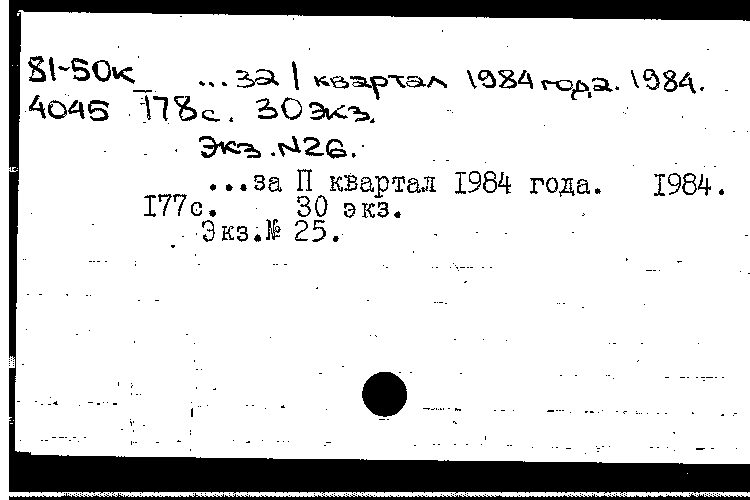 81-50к ...за I квартал 1984 года. 1984.
4045 178с. 30 экз.
Экз.N26.
...за П квартал 1984 года. 1984.
177с. 30 экз.
Экз.№ 25.